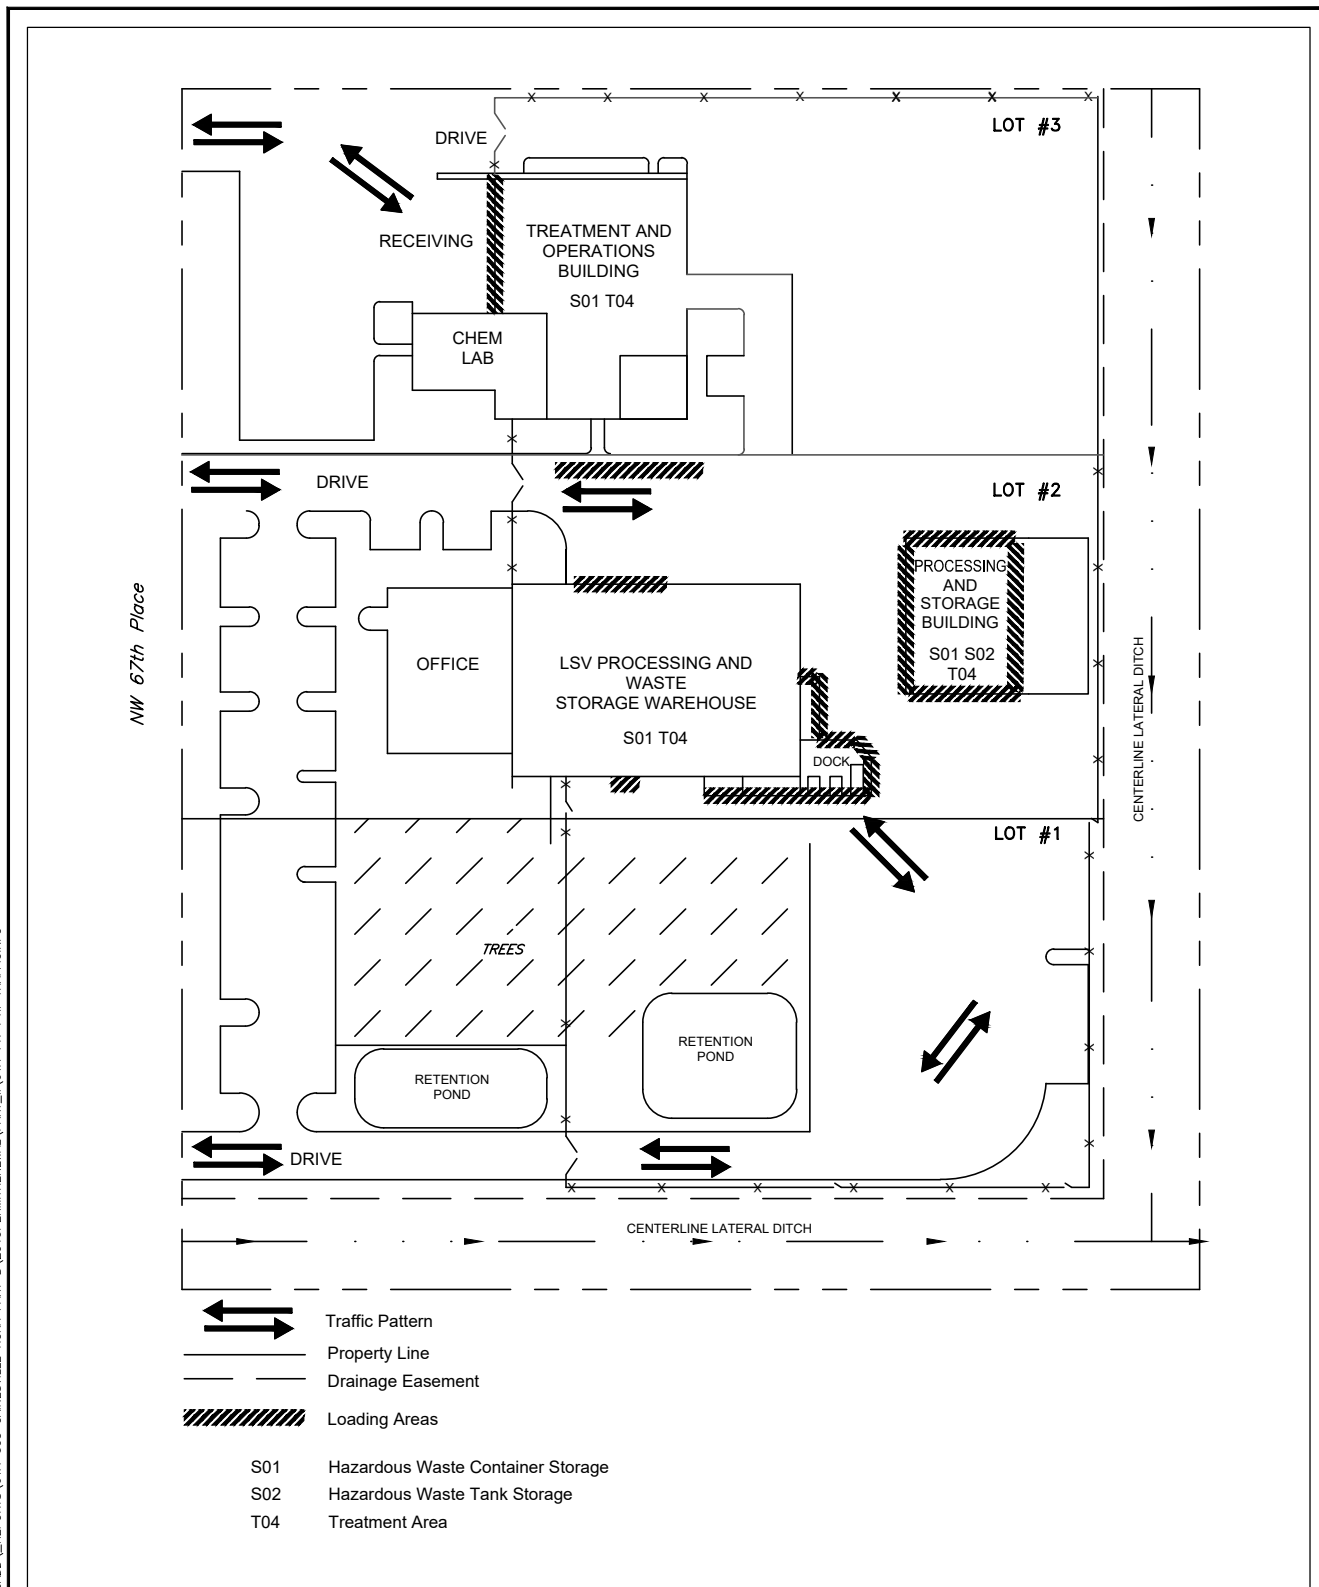 LOT #3
DRIVE
RECEIVING
TREATMENT AND
OPERATIONS
BUILDING
S01 T04
CHEM
LAB
DRIVE
LOT #2
NW 67th Place
OFFICE
LSV PROCESSING AND
WASTE
STORAGE WAREHOUSE
S01 T04
PROCESSING
AND
STORAGE
BUILDING
S01 S02
T04
DOCK
CENTERLINE LATERAL DITCH
LOT #1
TREES
RETENTION
POND
RETENTION
POND
DRIVE
CENTERLINE LATERAL DITCH
Traffic Pattern
Property Line
Drainage Easement
Loading Areas
S01 Hazardous Waste Container Storage
S02 Hazardous Waste Tank Storage
T04 Treatment Area